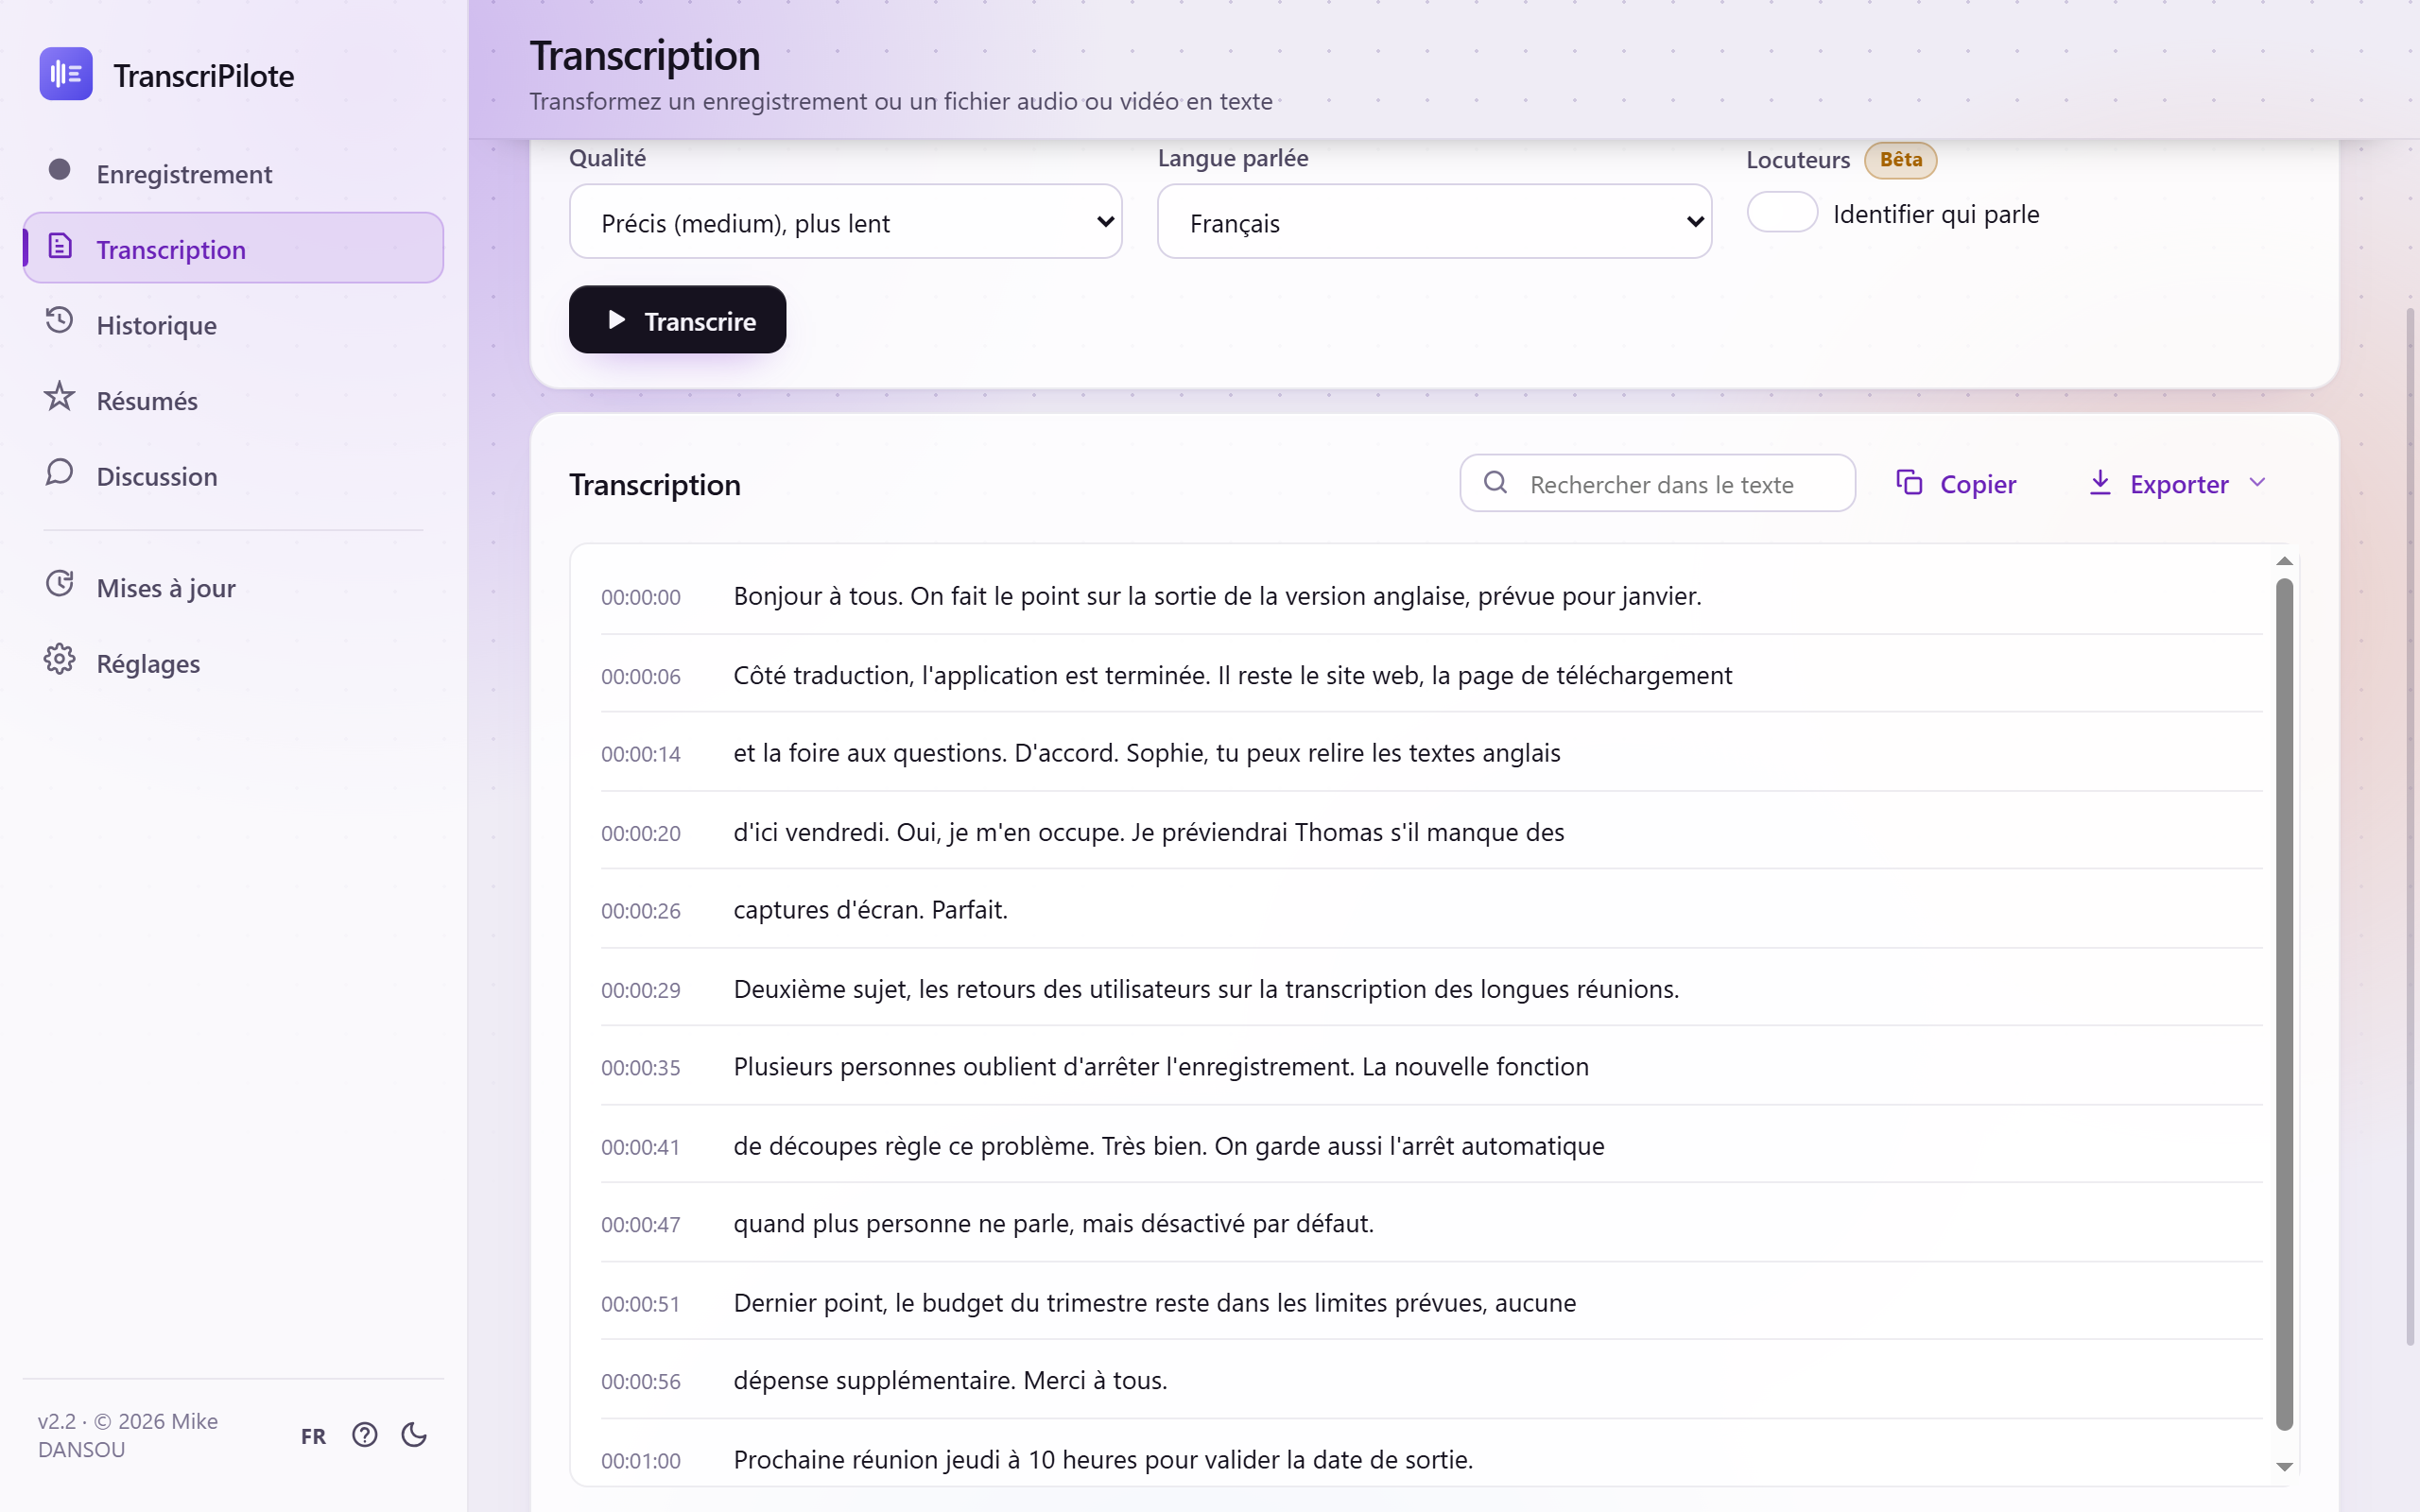 TranscriPilote
Enregistrement
Transcription
Historique
Résumés
Discussion
Mises à jour
Réglages
v2.2 · © 2026 Mike
DANSOU
FR
Transcription
Transformez un enregistrement ou un fichier audio ou vidéo en texte
Qualité
Précis (medium), plus lent
Langue parlée
Français
Locuteurs Bêta
Identifier qui parle
Transcrire
Transcription
Rechercher dans le texte
Copier
Exporter
00:00:00 Bonjour à tous. On fait le point sur la sortie de la version anglaise, prévue pour janvier.
00:00:06 Côté traduction, l'application est terminée. Il reste le site web, la page de téléchargement
00:00:14 et la foire aux questions. D'accord. Sophie, tu peux relire les textes anglais
00:00:20 d'ici vendredi. Oui, je m'en occupe. Je préviendrai Thomas s'il manque des
00:00:26 captures d'écran. Parfait.
00:00:29 Deuxième sujet, les retours des utilisateurs sur la transcription des longues réunions.
00:00:35 Plusieurs personnes oublient d'arrêter l'enregistrement. La nouvelle fonction
00:00:41 de découpes règle ce problème. Très bien. On garde aussi l'arrêt automatique
00:00:47 quand plus personne ne parle, mais désactivé par défaut.
00:00:51 Dernier point, le budget du trimestre reste dans les limites prévues, aucune
00:00:56 dépense supplémentaire. Merci à tous.
00:01:00 Prochaine réunion jeudi à 10 heures pour valider la date de sortie.